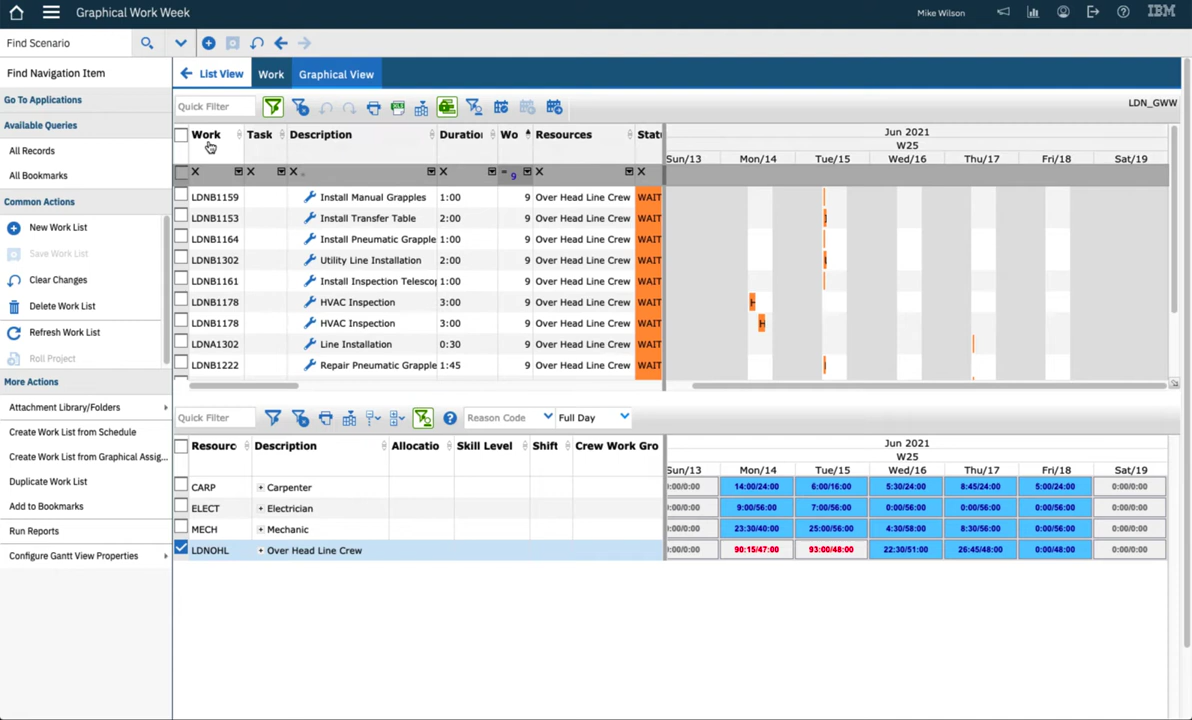 Graphical Work Week
Mike Wilson
IBM
Find Scenario
Find Navigation Item
Go To Applications
Available Queries
All Records
All Bookmarks
Common Actions
New Work List
Save Work List
Clear Changes
Delete Work List
Refresh Work List
Roll Project
More Actions
Attachment Library/Folders
Create Work List from Schedule
Create Work List from Graphical Assig...
Duplicate Work List
Add to Bookmarks
Run Reports
Configure Gantt View Properties
List View Work Graphical View
Quick Filter
LDN_GWW
Work Task Description Duratio Wo Resources Stat
Jun 2021
W25
Sun/13 Mon/14 Tue/15 Wed/16 Thu/17 Fri/18 Sat/19
= 9
LDNB1159 Install Manual Grapples 1:00 9 Over Head Line Crew WAIT
LDNB1153 Install Transfer Table 2:00 9 Over Head Line Crew WAIT
LDNB1164 Install Pneumatic Grapple 1:00 9 Over Head Line Crew WAIT
LDNB1302 Utility Line Installation 2:00 9 Over Head Line Crew WAIT
LDNB1161 Install Inspection Telescop 1:00 9 Over Head Line Crew WAIT
LDNB1178 HVAC Inspection 3:00 9 Over Head Line Crew WAIT H
LDNB1178 HVAC Inspection 3:00 9 Over Head Line Crew WAIT H
LDNA1302 Line Installation 0:30 9 Over Head Line Crew WAIT
LDNB1222 Repair Pneumatic Grapple 1:45 9 Over Head Line Crew WAIT
Quick Filter Reason Code Full Day
Resourc Description Allocatio Skill Level Shift Crew Work Gro
Jun 2021
W25
Sun/13 Mon/14 Tue/15 Wed/16 Thu/17 Fri/18 Sat/19
CARP Carpenter 0:00/0:00 14:00/24:00 6:00/16:00 5:30/24:00 8:45/24:00 5:00/24:00 0:00/0:00
ELECT Electrician 0:00/0:00 9:00/56:00 7:00/56:00 0:00/56:00 0:00/56:00 0:00/56:00 0:00/0:00
MECH Mechanic 0:00/0:00 23:30/40:00 25:00/56:00 4:30/58:00 8:30/56:00 0:00/56:00 0:00/0:00
LDNOHL Over Head Line Crew 0:00/0:00 90:15/47:00 93:00/48:00 22:30/51:00 26:45/48:00 0:00/48:00 0:00/0:00